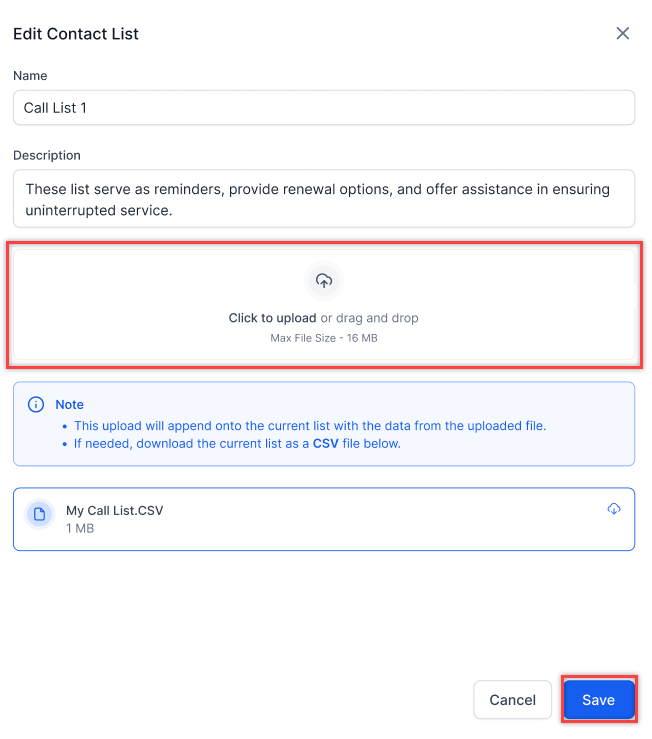 Edit Contact List
Name
Call List 1
Description
These list serve as reminders, provide renewal options, and offer assistance in ensuring
uninterrupted service.
Click to upload or drag and drop
Max File Size - 16 MB
Note
• This upload will append onto the current list with the data from the uploaded file.
• If needed, download the current list as a CSV file below.
My Call List.CSV
1 MB
Cancel
Save